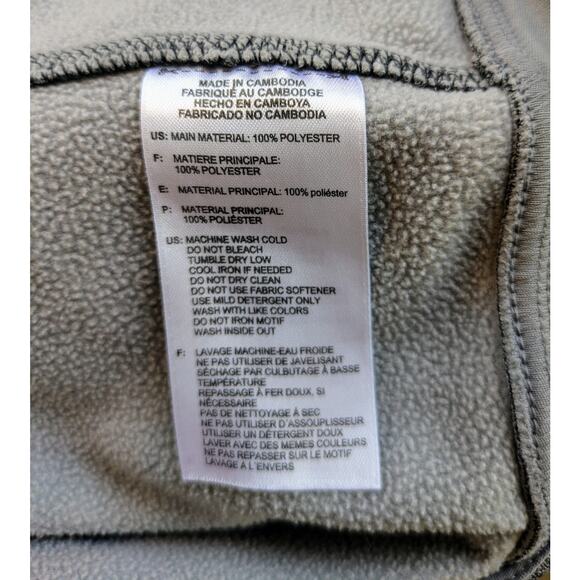 MADE IN CAMBODIA
FABRIQUÉ AU CAMBODGE
HECHO EN CAMBOYA
FABRICADO NO CAMBODIA
US: MAIN MATERIAL: 100% POLYESTER
F: MATIERE PRINCIPALE:
100% POLYESTER
E: MATERIAL PRINCIPAL: 100% poliéster
P: MATERIAL PRINCIPAL:
100% POLIÉSTER
US: MACHINE WASH COLD
DO NOT BLEACH
TUMBLE DRY LOW
COOL IRON IF NEEDED
DO NOT DRY CLEAN
DO NOT USE FABRIC SOFTENER
USE MILD DETERGENT ONLY
WASH WITH LIKE COLORS
DO NOT IRON MOTIF
WASH INSIDE OUT
F: LAVAGE MACHINE-EAU FROIDE
NE PAS UTILISER DE JAVELISANT
SÉCHAGE PAR CULBUTAGE À BASSE
TEMPÉRATURE
REPASSAGE À FER DOUX, SI
NÉCESSAIRE
PAS DE NETTOYAGE À SEC
NE PAS UTILISER D'ASSOUPLISSEUR
UTILISER UN DÉTERGENT DOUX
LAVER AVEC DES MEMES COULEURS
NE PAS REPASSER SUR LE MOTIF
LAVAGE À L'ENVERS